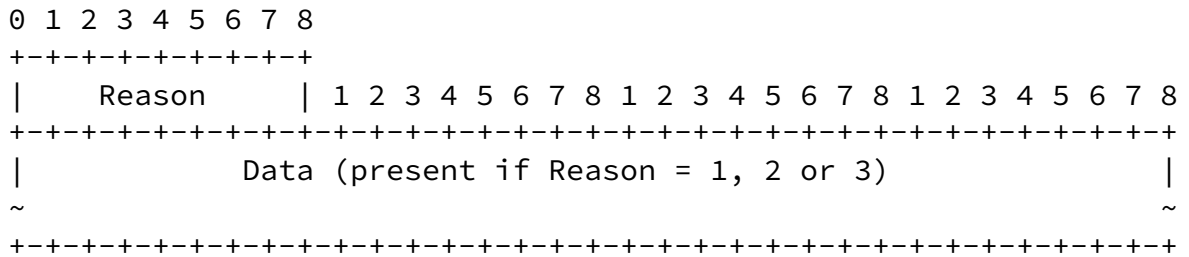 0 1 2 3 4 5 6 7 8
+-+-+-+-+-+-+-+-+
|    Reason     | 1 2 3 4 5 6 7 8 1 2 3 4 5 6 7 8 1 2 3 4 5 6 7 8
+-+-+-+-+-+-+-+-+-+-+-+-+-+-+-+-+-+-+-+-+-+-+-+-+-+-+-+-+-+-+-+-+
|            Data (present if Reason = 1, 2 or 3)               |
~                                                               ~
+-+-+-+-+-+-+-+-+-+-+-+-+-+-+-+-+-+-+-+-+-+-+-+-+-+-+-+-+-+-+-+-+